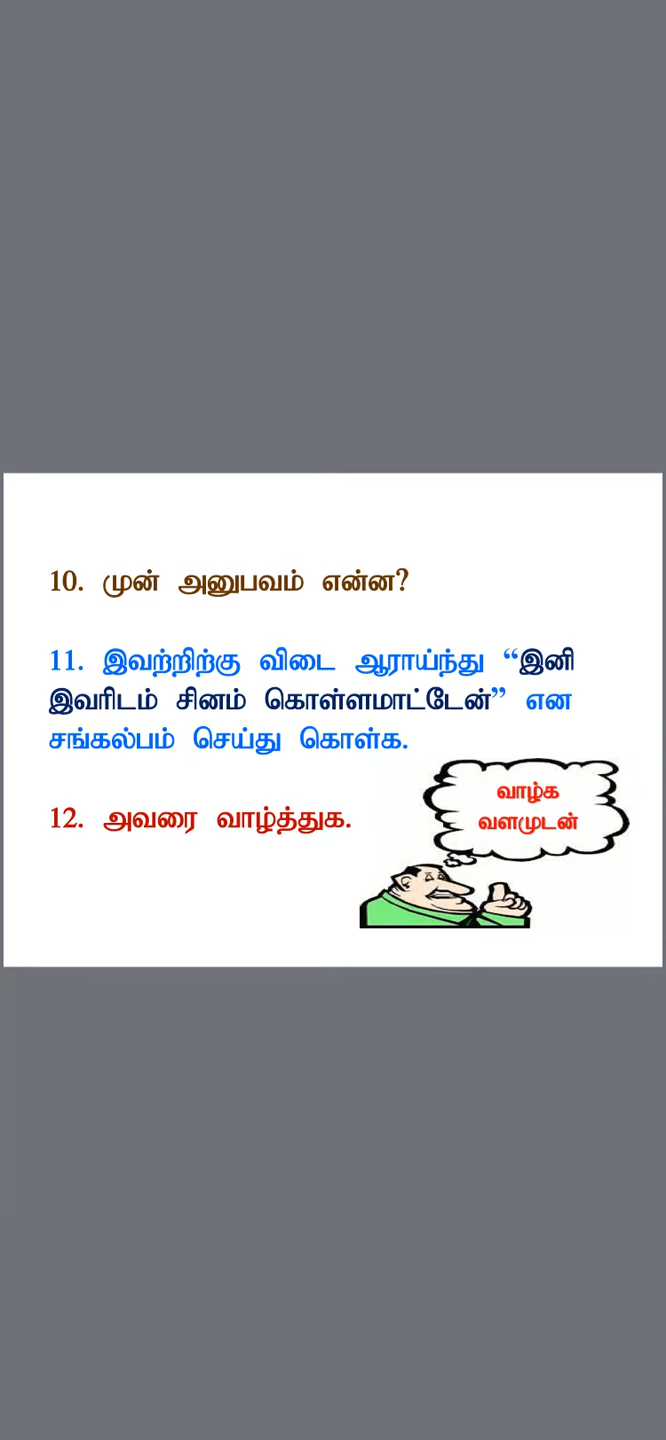 10. முன் அனுபவம் என்ன?
11. இவற்றிற்கு விடை ஆராய்ந்து “இனி
இவரிடம் சினம் கொள்ளமாட்டேன்” என
சங்கல்பம் செய்து கொள்க.
12. அவரை வாழ்த்துக.
வாழ்க
வளமுடன்